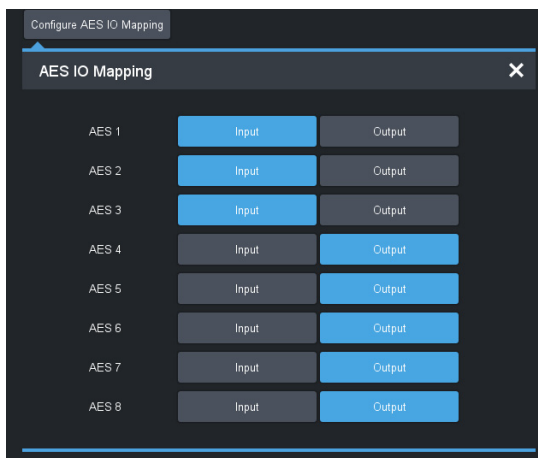 Configure AES IO Mapping
AES IO Mapping
AES 1 Input Output
AES 2 Input Output
AES 3 Input Output
AES 4 Input Output
AES 5 Input Output
AES 6 Input Output
AES 7 Input Output
AES 8 Input Output